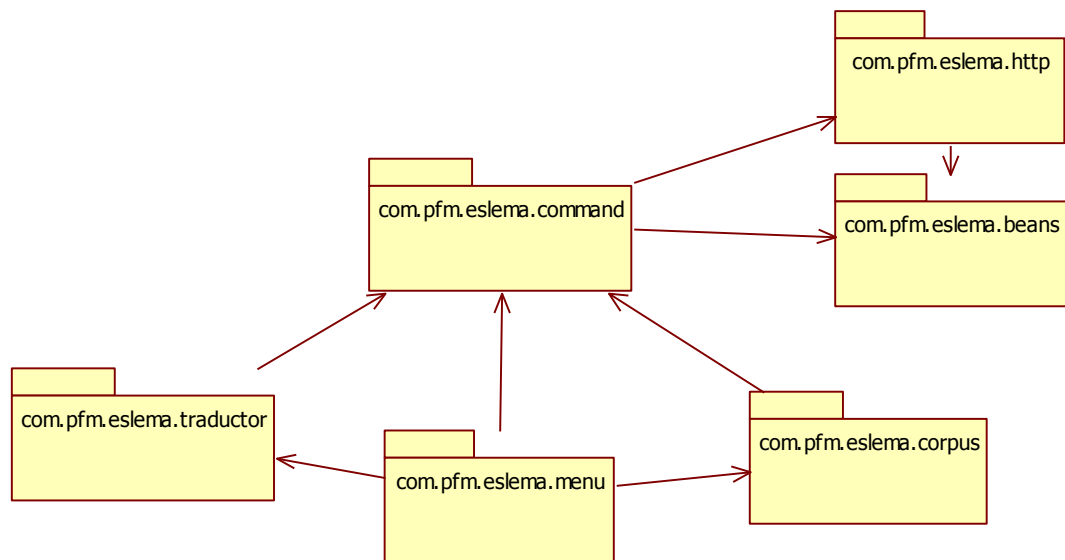 com.pfm.eslema.http
com.pfm.eslema.command
com.pfm.eslema.beans
com.pfm.eslema.traductor
com.pfm.eslema.corpus
com.pfm.eslema.menu